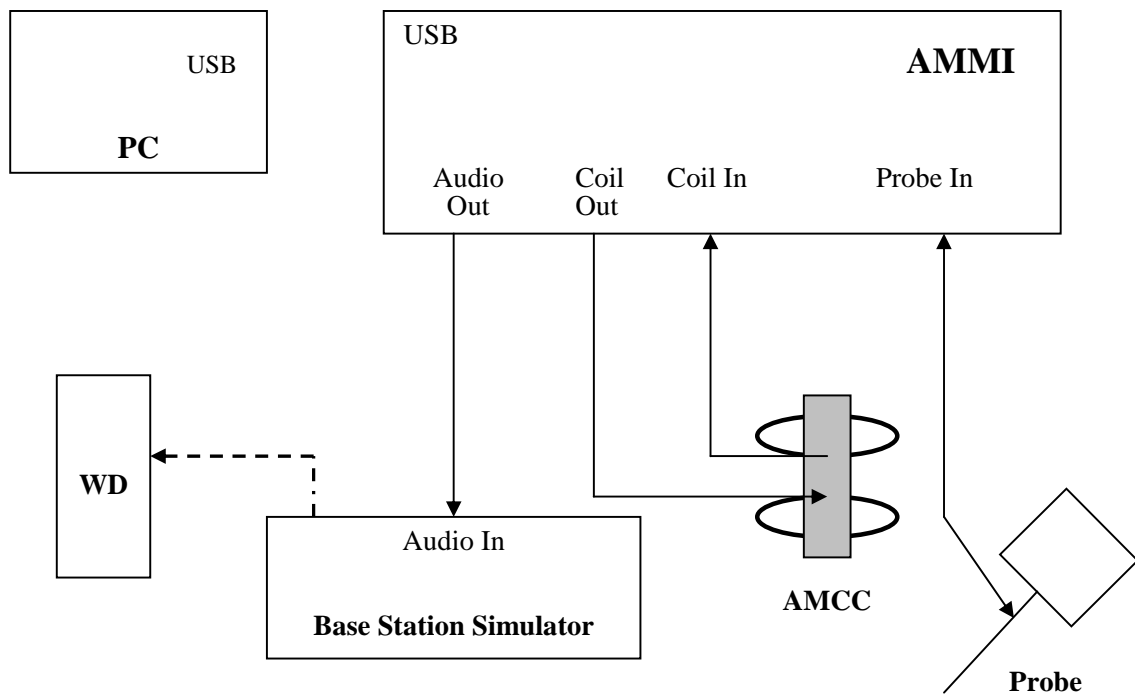 USB
AMMI
USB
PC
Audio Out
Coil Out
Coil In
Probe In
WD
Audio In
Base Station Simulator
AMCC
Probe